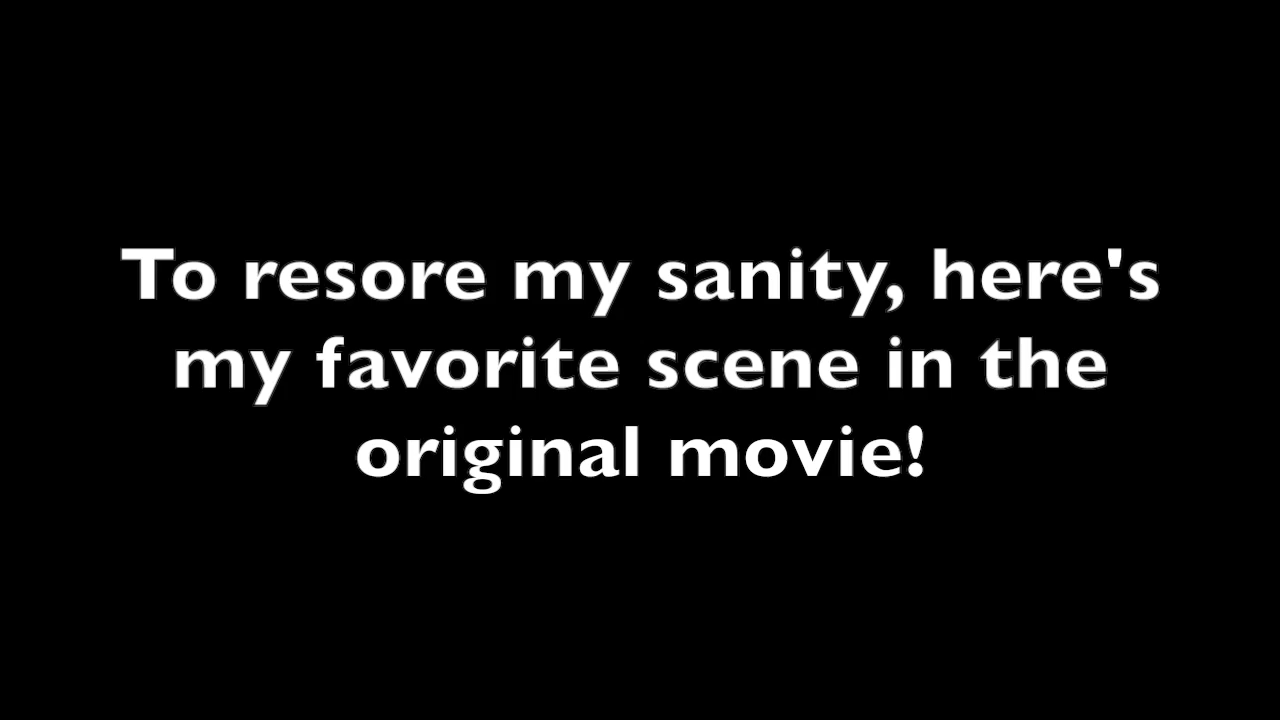 To resore my sanity, here's
my favorite scene in the
original movie!